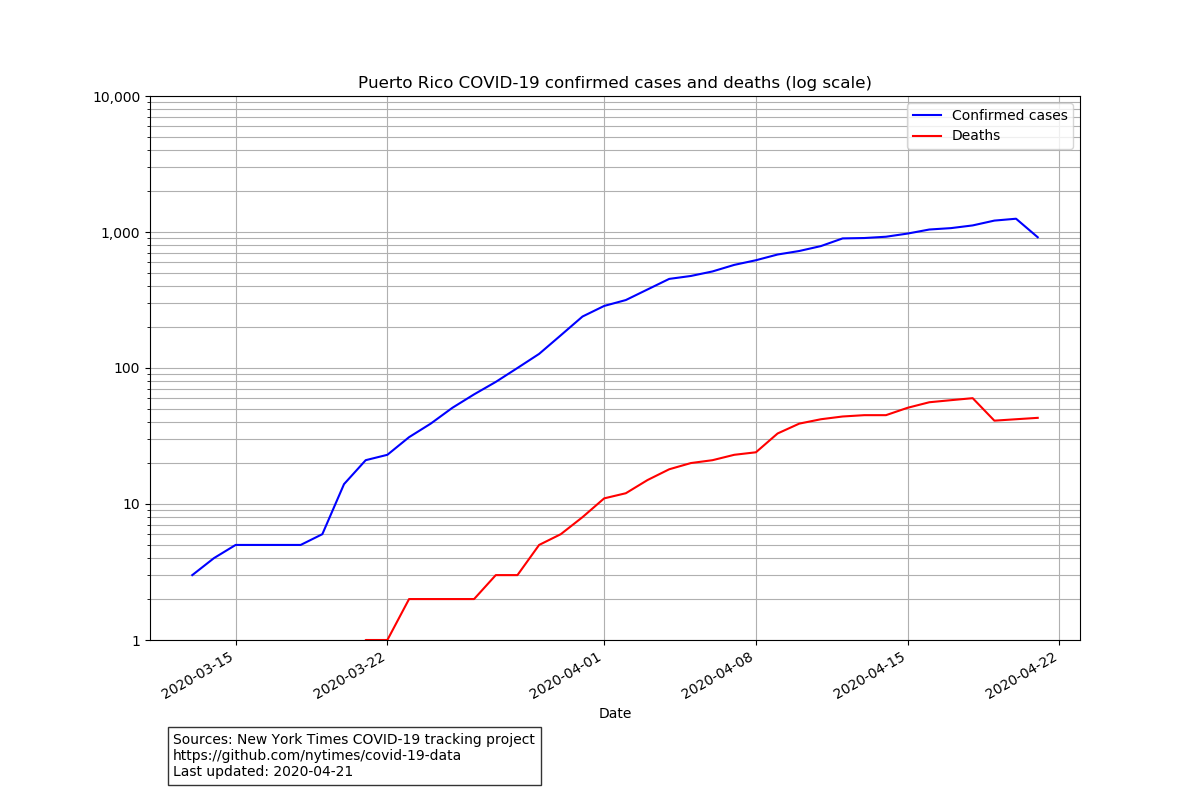 Puerto Rico COVID-19 confirmed cases and deaths (log scale)
10,000
1,000
100
10
1
Confirmed cases
Deaths
2020-03-15
2020-03-22
2020-04-01
2020-04-08
2020-04-15
2020-04-22
Date
Sources: New York Times COVID-19 tracking project
https://github.com/nytimes/covid-19-data
Last updated: 2020-04-21